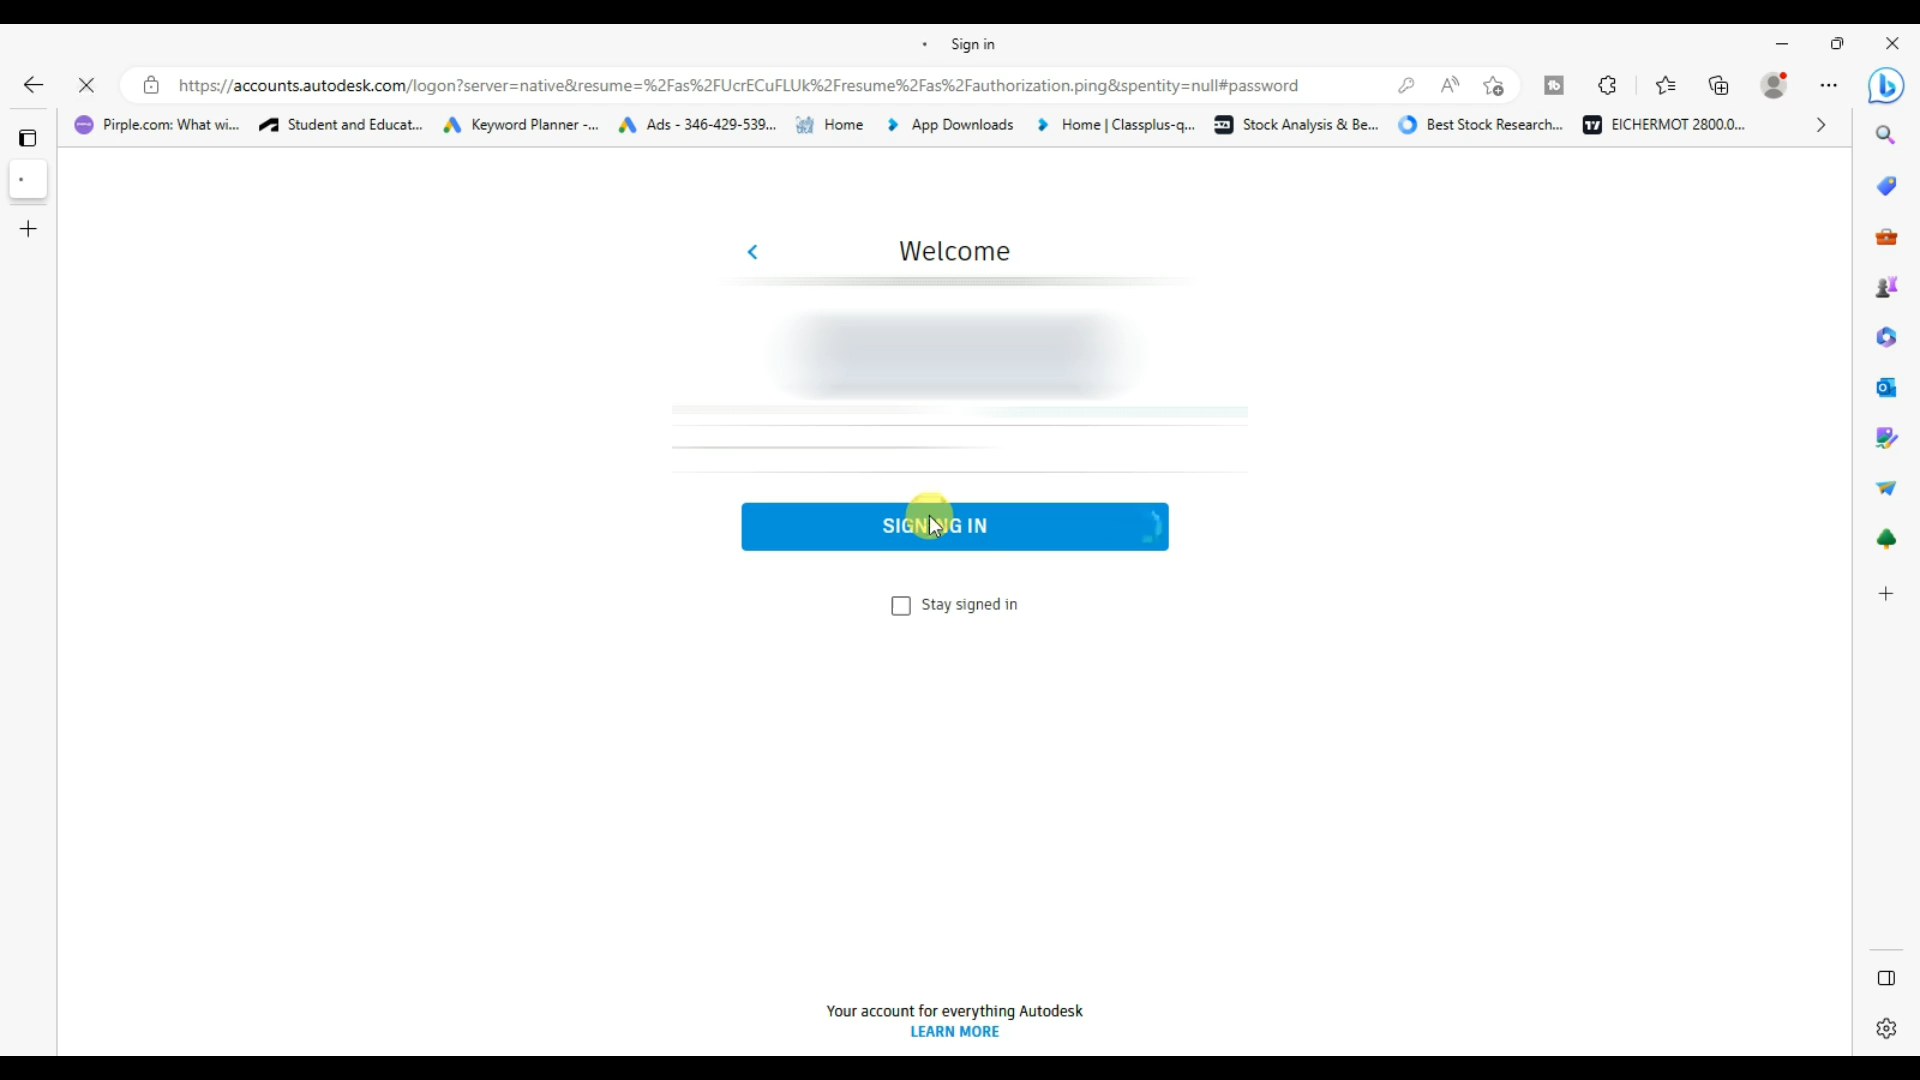 Sign in
https://accounts.autodesk.com/logon?server=native&resume=%2Fas%2FUcrECuFLUk%2Fresume%2Fas%2Fauthorization.ping&spentity=null#password
Pirple.com: What wi... Student and Educat... Keyword Planner -... Ads - 346-429-539... Home App Downloads Home | Classplus-q... Stock Analysis & Be... Best Stock Research... EICHERMOT 2800.0...
Welcome
SIGNING IN
Stay signed in
Your account for everything Autodesk
LEARN MORE